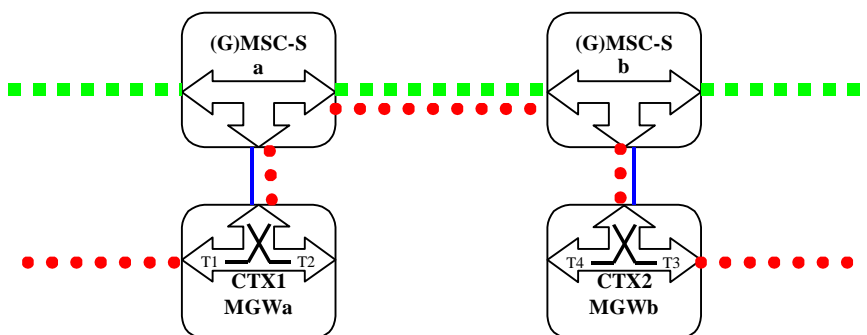 (G)MSC-S
a
(G)MSC-S
b
T1
T2
CTX1
MGWa
T4
T3
CTX2
MGWb